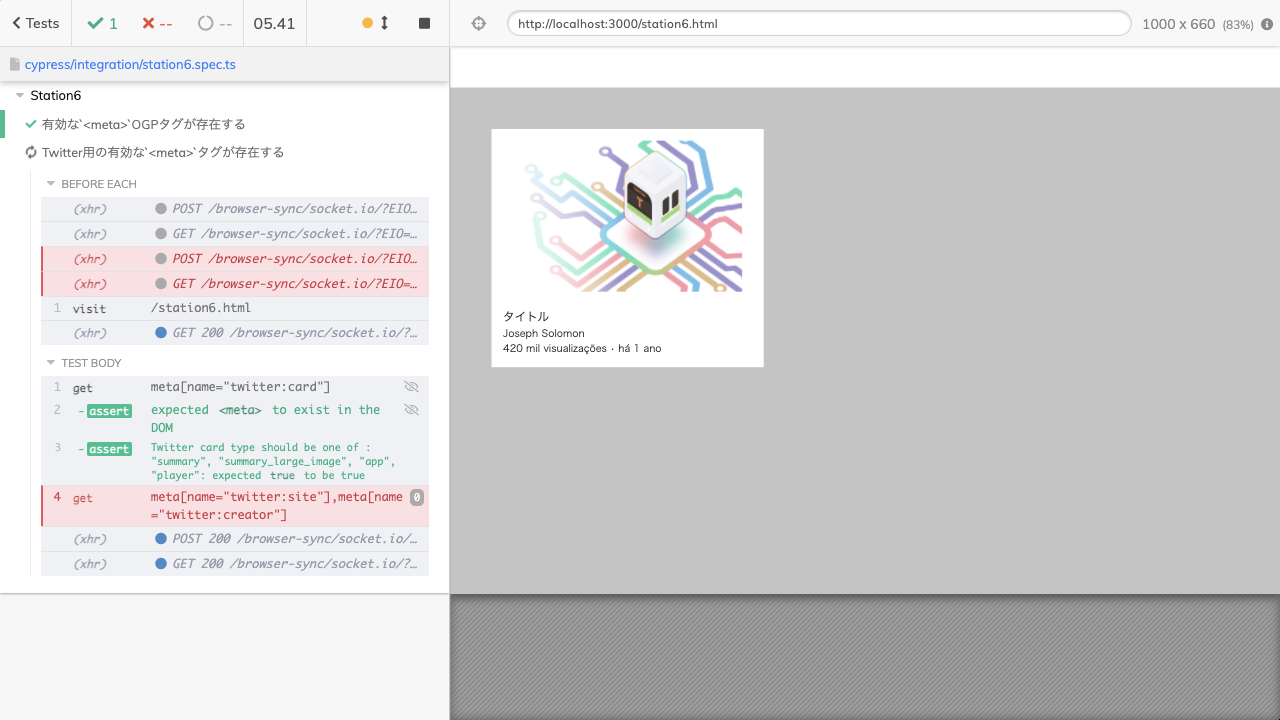 Tests
1
--
--
05.41
http://localhost:3000/station6.html
1000 x 660 (83%)
cypress/integration/station6.spec.ts
Station6
有効な`<meta>`OGPタグが存在する
Twitter用の有効な`<meta>`タグが存在する
BEFORE EACH
(xhr) POST /browser-sync/socket.io/?EIO…
(xhr) GET /browser-sync/socket.io/?EIO=…
(xhr) POST /browser-sync/socket.io/?EIO…
(xhr) GET /browser-sync/socket.io/?EIO=…
1 visit /station6.html
(xhr) GET 200 /browser-sync/socket.io/?…
TEST BODY
1 get meta[name="twitter:card"]
2 -assert expected <meta> to exist in the
DOM
3 -assert Twitter card type should be one of :
"summary", "summary_large_image", "app",
"player": expected true to be true
4 get meta[name="twitter:site"],meta[name 0
="twitter:creator"]
(xhr) POST 200 /browser-sync/socket.io/…
(xhr) GET 200 /browser-sync/socket.io/?…
T
タイトル
Joseph Solomon
420 mil visualizações · há 1 ano